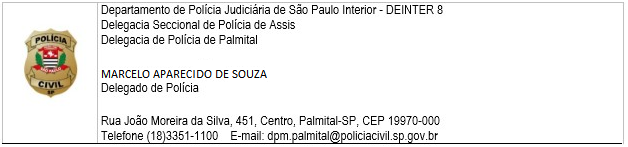 Departamento de Polícia Judiciária de São Paulo Interior - DEINTER 8
Delegacia Seccional de Polícia de Assis
Delegacia de Polícia de Palmital
MARCELO APARECIDO DE SOUZA
Delegado de Polícia
Rua João Moreira da Silva, 451, Centro, Palmital-SP, CEP 19970-000
Telefone (18)3351-1100 E-mail: dpm.palmital@policiacivil.sp.gov.br
POLÍCIA
CIVIL
SP